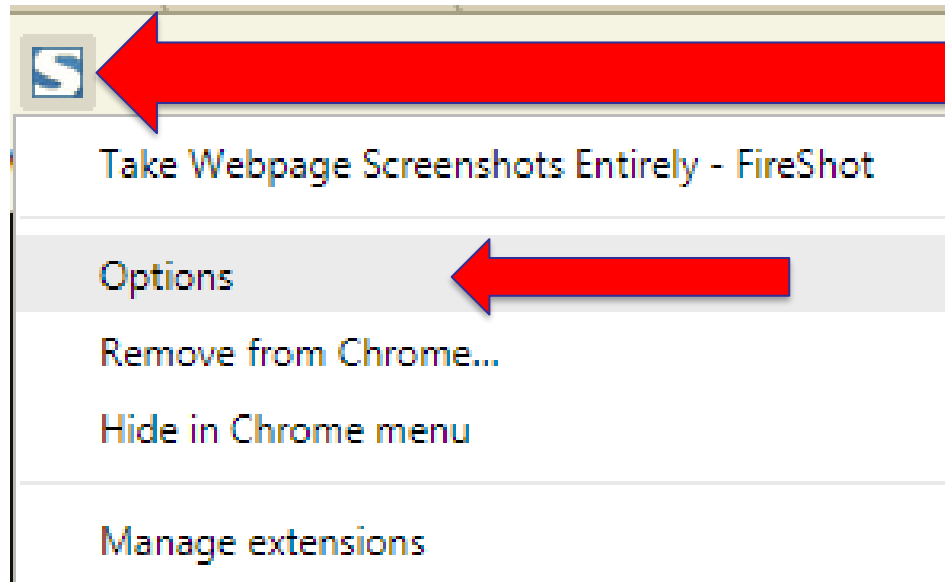 S
Take Webpage Screenshots Entirely - FireShot
Options
Remove from Chrome...
Hide in Chrome menu
Manage extensions